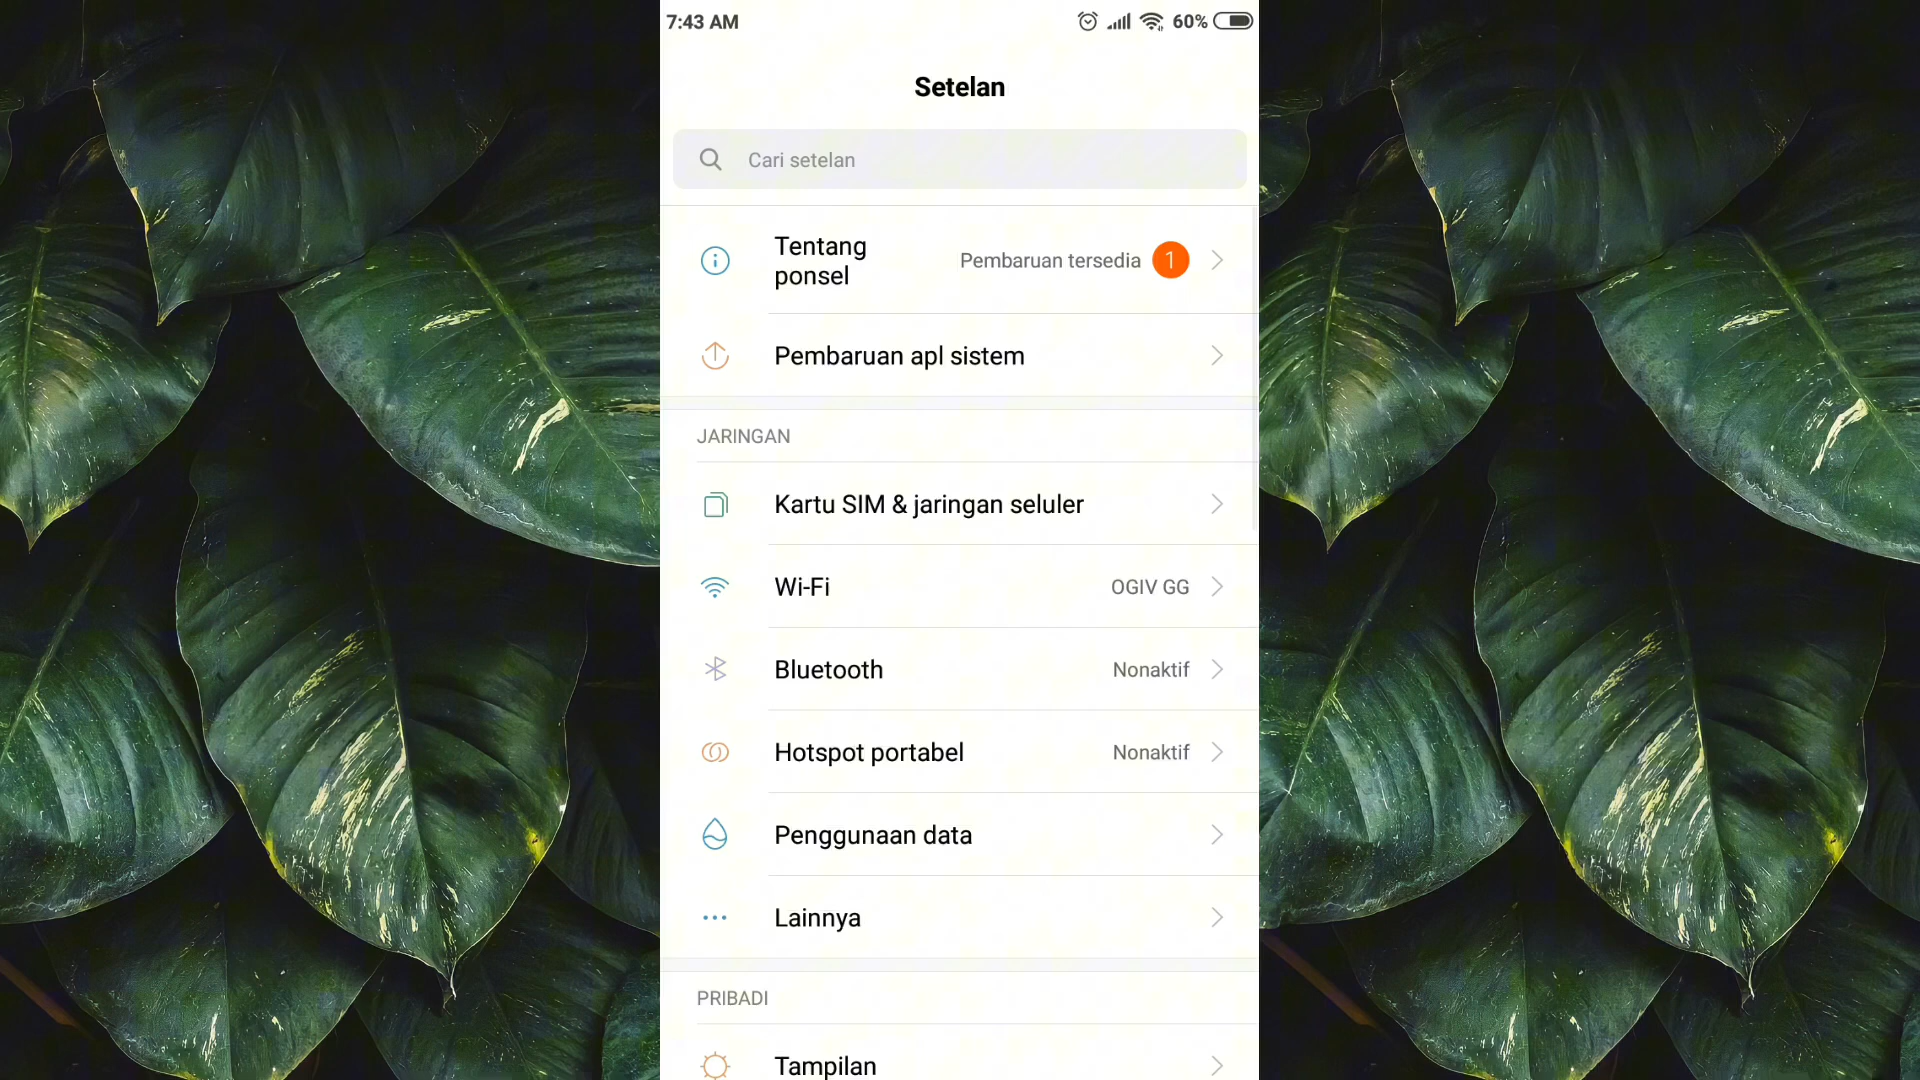 7:43 AM 60%
Setelan
Cari setelan
Tentang
ponsel
Pembaruan tersedia 1
Pembaruan apl sistem
JARINGAN
Kartu SIM & jaringan seluler
Wi-Fi OGIV GG
Bluetooth Nonaktif
Hotspot portabel Nonaktif
Penggunaan data
Lainnya
PRIBADI
Tampilan